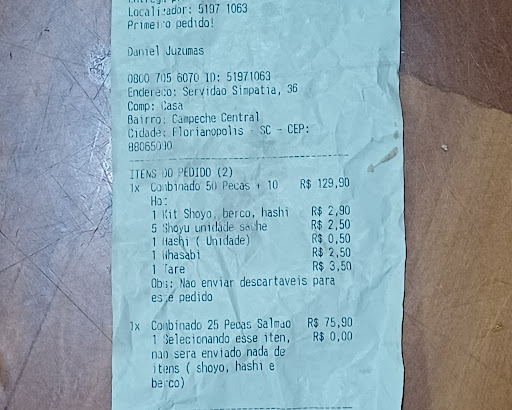 Localizador: 5197 1063
Primeiro pedido!
Daniel Juzumas
0800 705 6070 ID: 51971063
Endereco: Servidao Simpatia, 36
Comp: Casa
Bairro: Campeche Central
Cidade: Florianopolis - SC - CEP:
ITENS DO PEDIDO (2)
1x Combinado 50 Pecas + 10 R$ 129,90
Hot
1 Kit Shoyo, berco, hashi R$ 2,90
5 Shoyu unidade sache R$ 2,50
1 Hashi ( Unidade) R$ 0,50
1 Whasabi R$ 2,50
1 Tare R$ 3,50
Obs: Nao enviar descartaveis para
este pedido
1x Combinado 25 Pecas Salmao R$ 75,90
1 Selecionando esse iten, R$ 0,00
nao sera enviado nada de
itens ( shoyo, hashi e
berco)